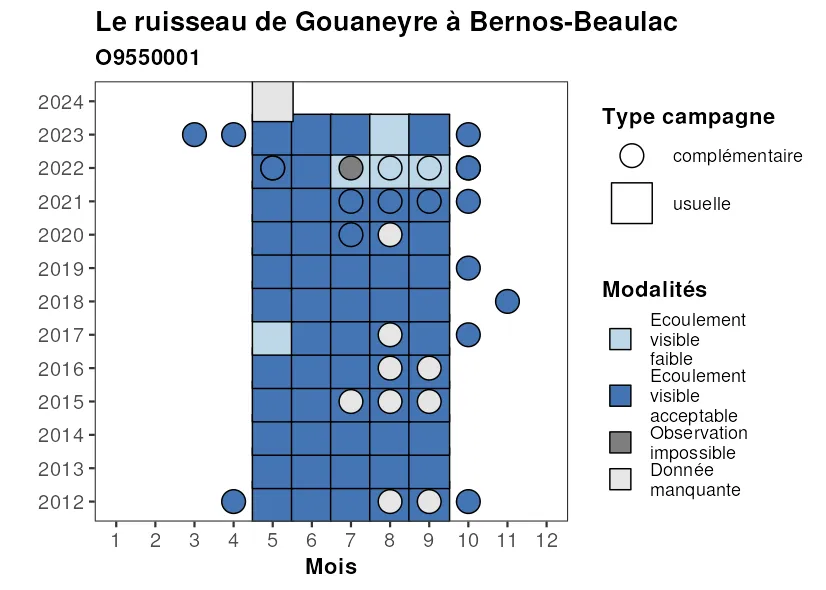 Le ruisseau de Gouaneyre à Bernos-Beaulac
O9550001
2024
2023
2022
2021
2020
2019
2018
2017
2016
2015
2014
2013
2012
1 2 3 4 5 6 7 8 9 10 11 12
Mois
Type campagne
complémentaire
usuelle
Modalités
Ecoulement
visible
faible
Ecoulement
visible
acceptable
Observation
impossible
Donnée
manquante